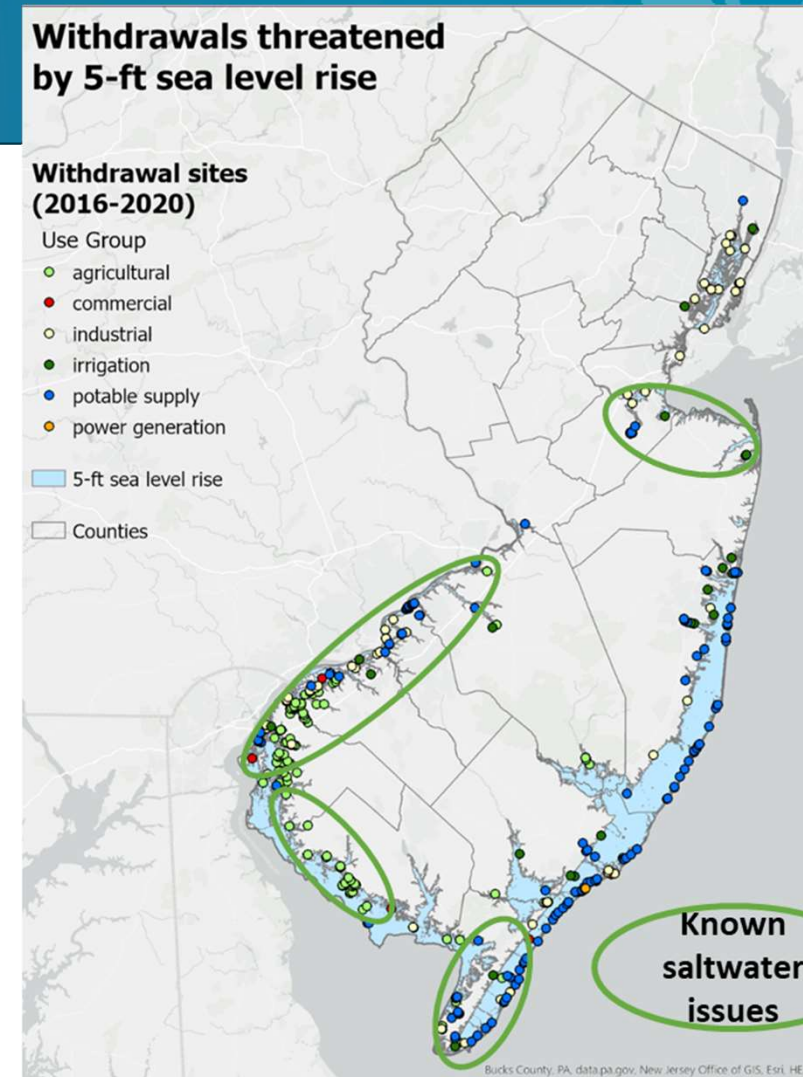 Withdrawals threatened
by 5-ft sea level rise
Withdrawal sites
(2016-2020)
Use Group
agricultural
commercial
industrial
irrigation
potable supply
power generation
5-ft sea level rise
Counties
Known
saltwater
issues
Bucks County, PA, data.pa.gov, New Jersey Office of GIS, Esri, HE